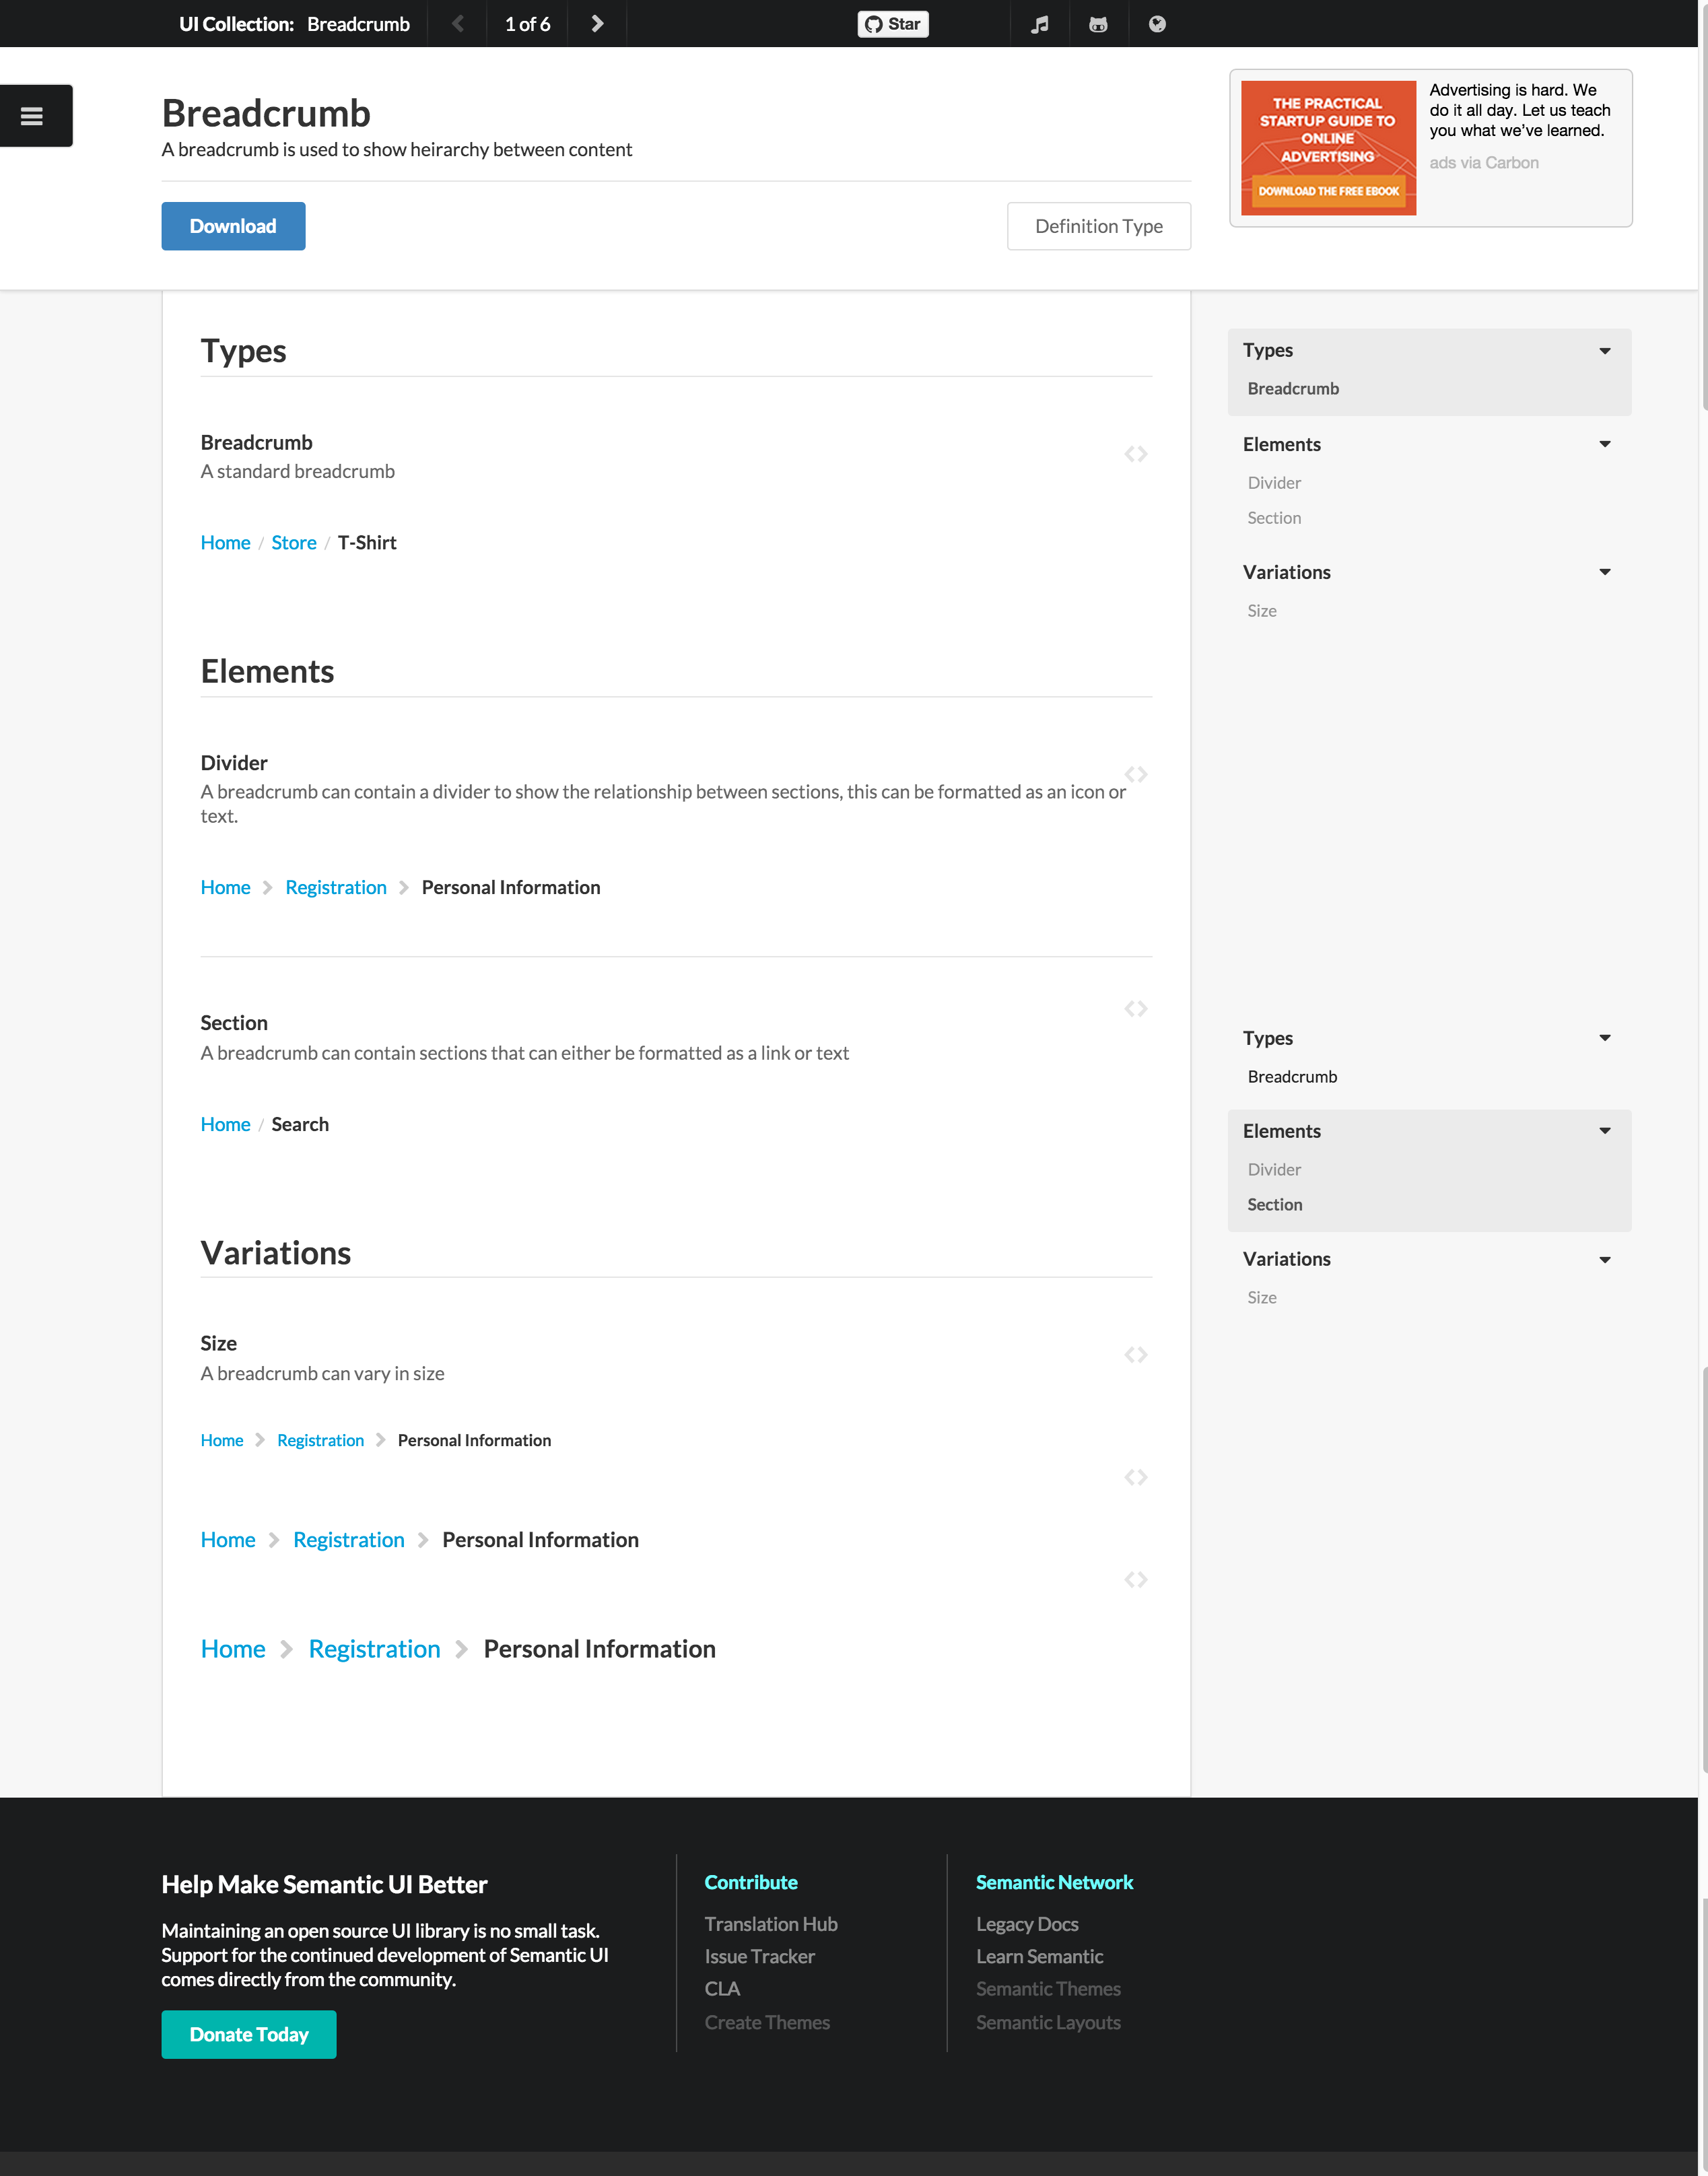 UI Collection: Breadcrumb
1 of 6
Star
Breadcrumb
A breadcrumb is used to show heirarchy between content
Download
Definition Type
THE PRACTICAL
STARTUP GUIDE TO
ONLINE
ADVERTISING
DOWNLOAD THE FREE EBOOK
Advertising is hard. We
do it all day. Let us teach
you what we've learned.
ads via Carbon
Types
Breadcrumb
A standard breadcrumb
Home / Store / T-Shirt
Elements
Divider
A breadcrumb can contain a divider to show the relationship between sections, this can be formatted as an icon or
text.
Home Registration Personal Information
Section
A breadcrumb can contain sections that can either be formatted as a link or text
Home / Search
Variations
Size
A breadcrumb can vary in size
Home Registration Personal Information
Home Registration Personal Information
Home Registration Personal Information
Types
Breadcrumb
Elements
Divider
Section
Variations
Size
Types
Breadcrumb
Elements
Divider
Section
Variations
Size
Help Make Semantic UI Better
Maintaining an open source UI library is no small task.
Support for the continued development of Semantic UI
comes directly from the community.
Donate Today
Contribute
Translation Hub
Issue Tracker
CLA
Create Themes
Semantic Network
Legacy Docs
Learn Semantic
Semantic Themes
Semantic Layouts